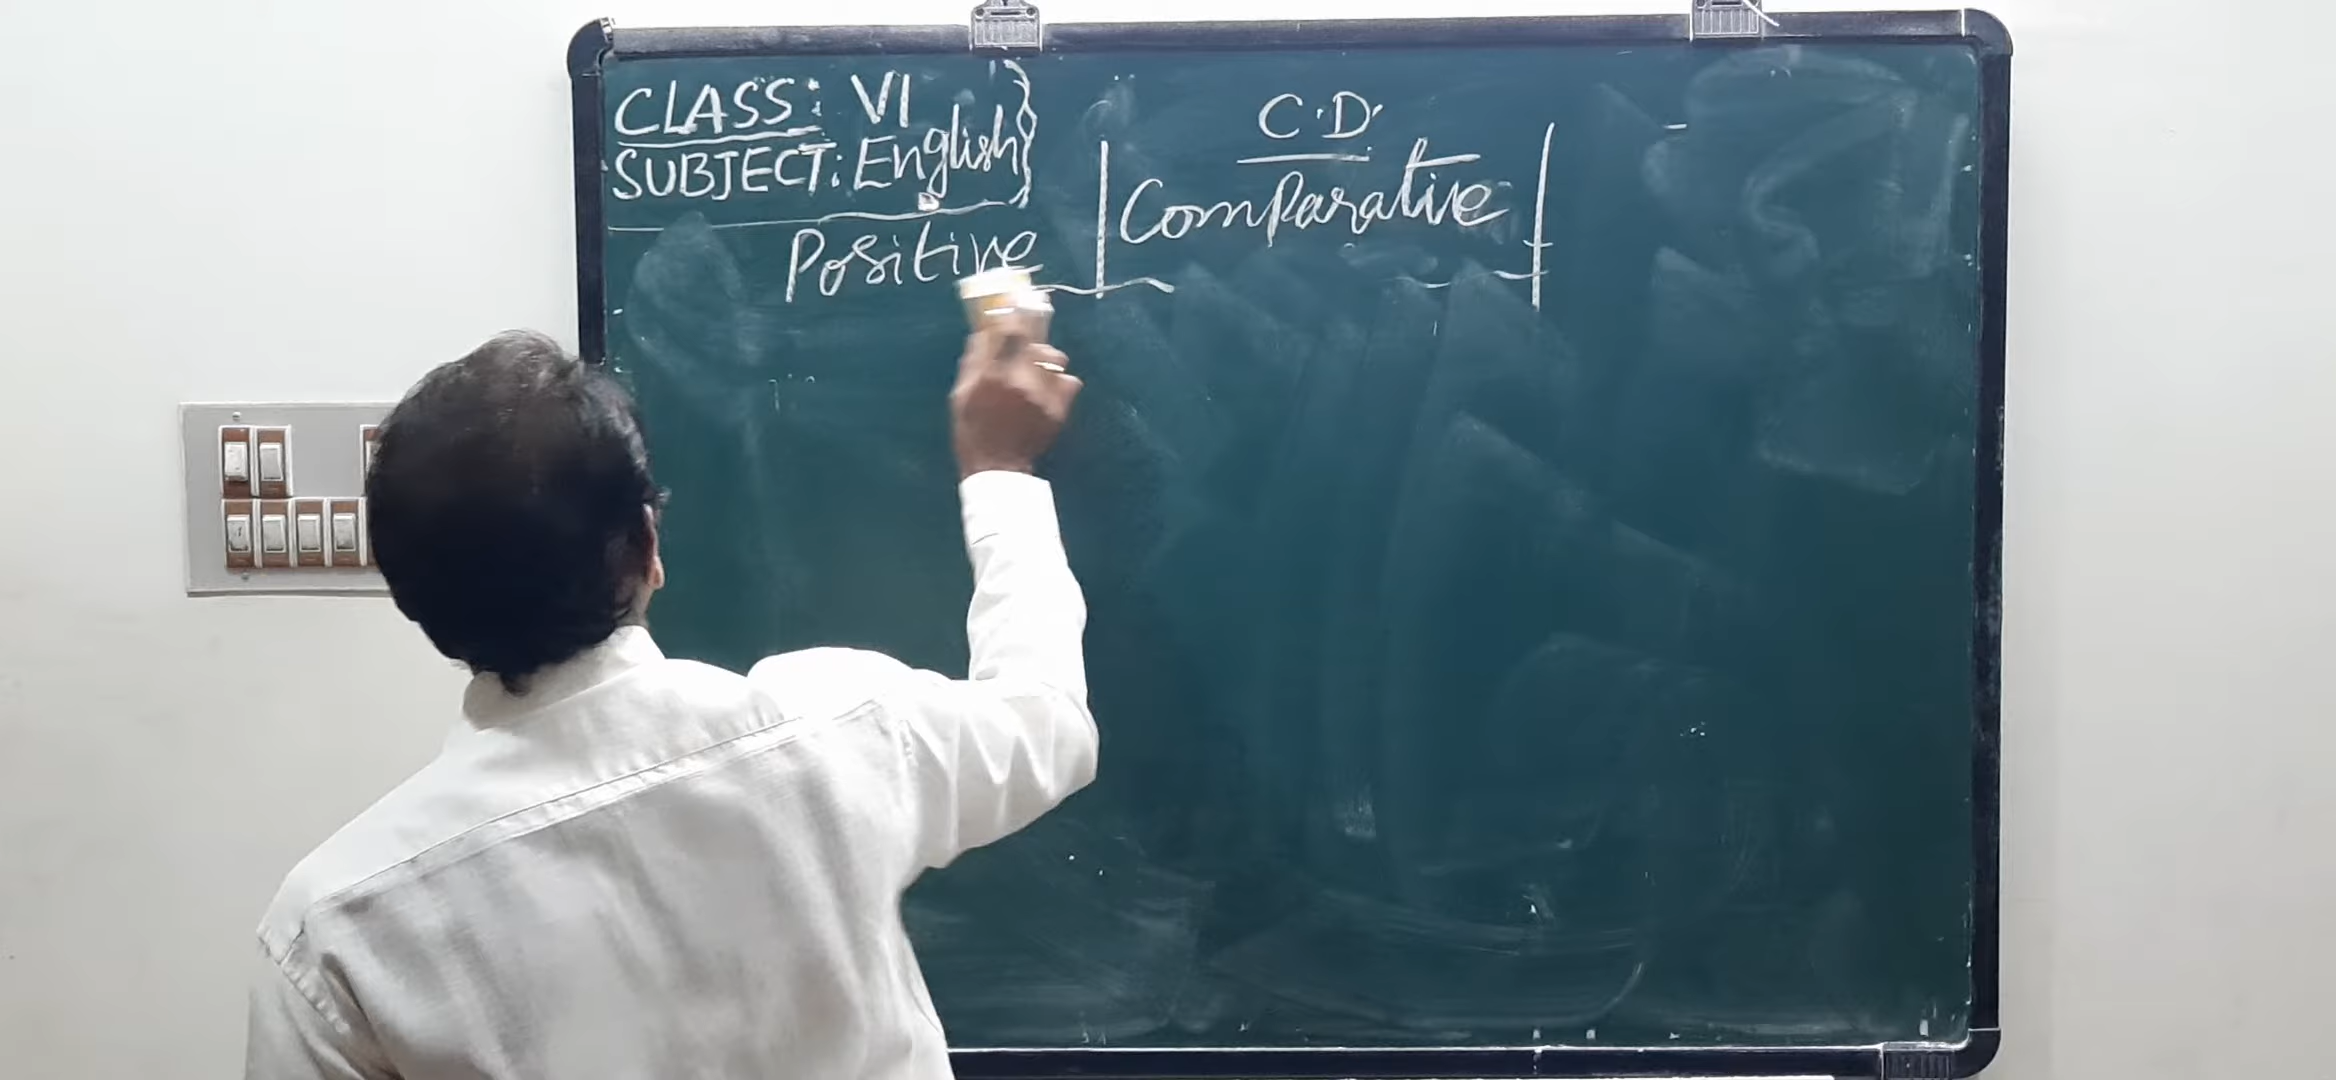 CLASS: VI
SUBJECT: English
C.D.
Positive
Comparative